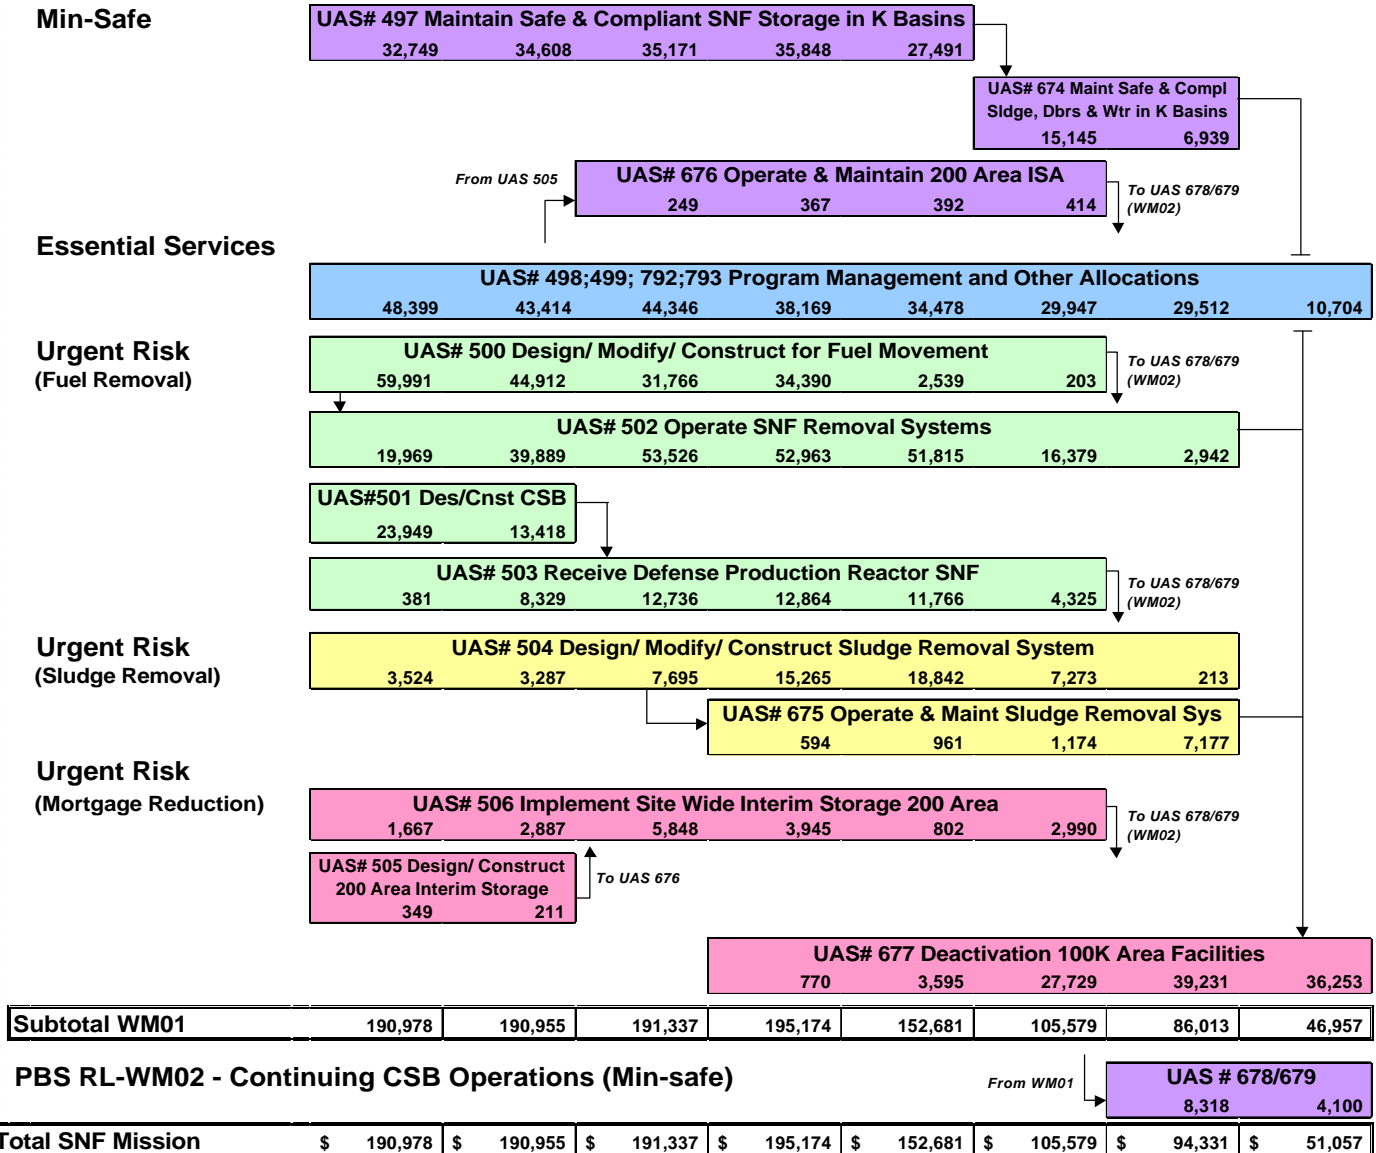 Min-Safe
UAS# 497 Maintain Safe & Compliant SNF Storage in K Basins
32,749 34,608 35,171 35,848 27,491
UAS# 674 Maint Safe & Compl
Sldge, Dbrs & Wtr in K Basins
15,145 6,939
From UAS 505
UAS# 676 Operate & Maintain 200 Area ISA
249 367 392 414
To UAS 678/679
(WM02)
Essential Services
UAS# 498;499; 792;793 Program Management and Other Allocations
48,399 43,414 44,346 38,169 34,478 29,947 29,512 10,704
Urgent Risk
(Fuel Removal)
UAS# 500 Design/ Modify/ Construct for Fuel Movement
59,991 44,912 31,766 34,390 2,539 203
To UAS 678/679
(WM02)
UAS# 502 Operate SNF Removal Systems
19,969 39,889 53,526 52,963 51,815 16,379 2,942
UAS#501 Des/Cnst CSB
23,949 13,418
UAS# 503 Receive Defense Production Reactor SNF
381 8,329 12,736 12,864 11,766 4,325
To UAS 678/679
(WM02)
Urgent Risk
(Sludge Removal)
UAS# 504 Design/ Modify/ Construct Sludge Removal System
3,524 3,287 7,695 15,265 18,842 7,273 213
UAS# 675 Operate & Maint Sludge Removal Sys
594 961 1,174 7,177
Urgent Risk
(Mortgage Reduction)
UAS# 506 Implement Site Wide Interim Storage 200 Area
1,667 2,887 5,848 3,945 802 2,990
To UAS 678/679
(WM02)
UAS# 505 Design/ Construct
200 Area Interim Storage
349 211
To UAS 676
UAS# 677 Deactivation 100K Area Facilities
770 3,595 27,729 39,231 36,253
Subtotal WM01 190,978 190,955 191,337 195,174 152,681 105,579 86,013 46,957
PBS RL-WM02 - Continuing CSB Operations (Min-safe)
From WM01
UAS # 678/679
8,318 4,100
Total SNF Mission $ 190,978 $ 190,955 $ 191,337 $ 195,174 $ 152,681 $ 105,579 $ 94,331 $ 51,057